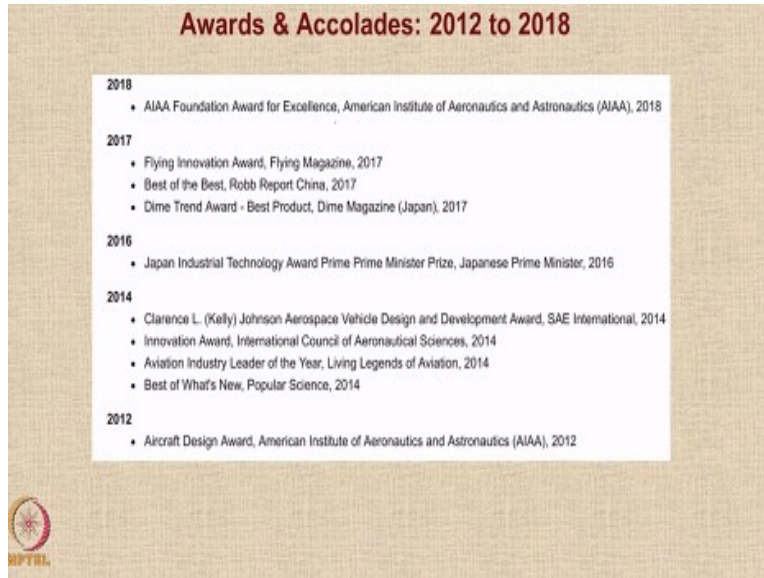 Awards & Accolades: 2012 to 2018
2018
• AIAA Foundation Award for Excellence, American Institute of Aeronautics and Astronautics (AIAA), 2018
2017
• Flying Innovation Award, Flying Magazine, 2017
• Best of the Best, Robb Report China, 2017
• Dime Trend Award - Best Product, Dime Magazine (Japan), 2017
2016
• Japan Industrial Technology Award Prime Prime Minister Prize, Japanese Prime Minister, 2016
2014
• Clarence L. (Kelly) Johnson Aerospace Vehicle Design and Development Award, SAE International, 2014
• Innovation Award, International Council of Aeronautical Sciences, 2014
• Aviation Industry Leader of the Year, Living Legends of Aviation, 2014
• Best of What's New, Popular Science, 2014
2012
• Aircraft Design Award, American Institute of Aeronautics and Astronautics (AIAA), 2012
NPTEL